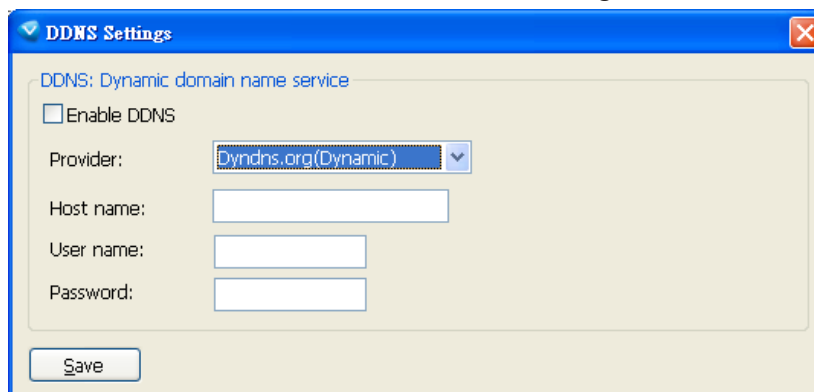 DDNS Settings
DDNS: Dynamic domain name service
Enable DDNS
Provider: Dyndns.org(Dynamic)
Host name:
User name:
Password:
Save